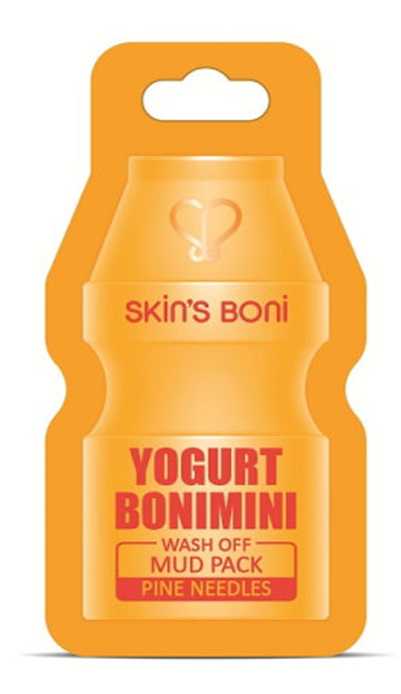 SKiN'S BONi
YOGURT
BONIMINI
WASH OFF
MUD PACK
PINE NEEDLES